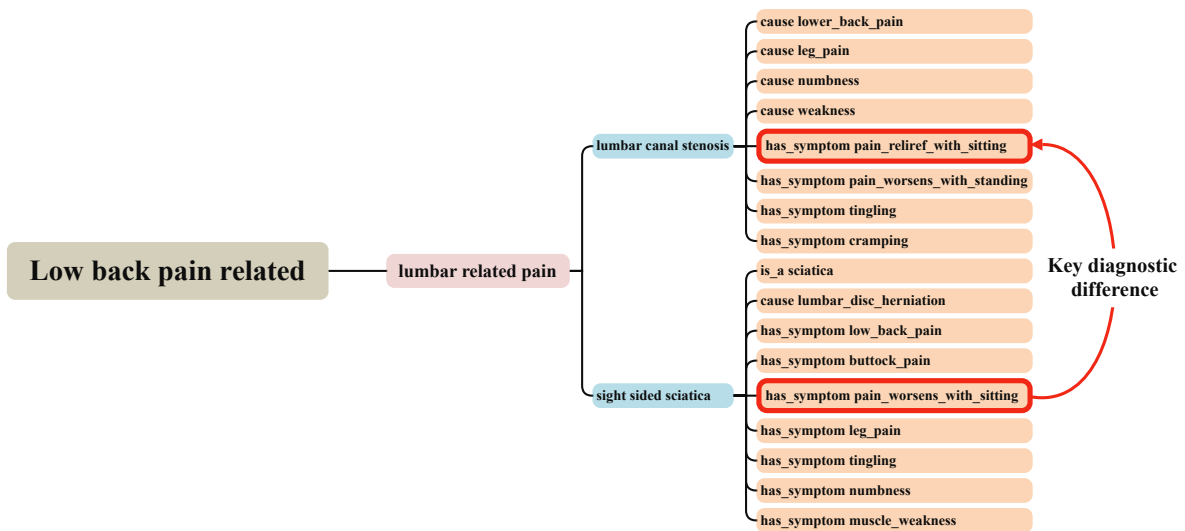 Low back pain related
lumbar related pain
lumbar canal stenosis
cause lower_back_pain
cause leg_pain
cause numbness
cause weakness
has_symptom pain_reliref_with_sitting
has_symptom pain_worsens_with_standing
has_symptom tingling
has_symptom cramping
sight sided sciatica
is_a sciatica
cause lumbar_disc_herniation
has_symptom low_back_pain
has_symptom buttock_pain
has_symptom pain_worsens_with_sitting
has_symptom leg_pain
has_symptom tingling
has_symptom numbness
has_symptom muscle_weakness
Key diagnostic
difference